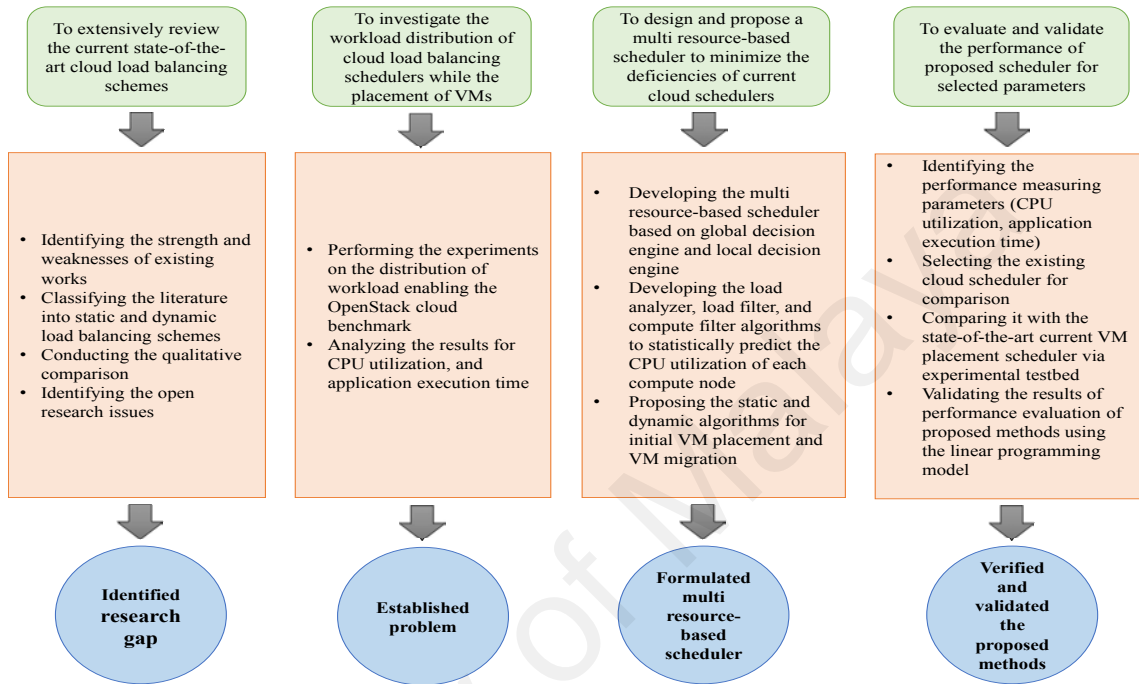 To extensively review
the current state-of-the-
art cloud load balancing
schemes
• Identifying the strength and
weaknesses of existing
works
• Classifying the literature
into static and dynamic
load balancing schemes
• Conducting the qualitative
comparison
• Identifying the open
research issues
Identified
research
gap
To investigate the
workload distribution of
cloud load balancing
schedulers while the
placement of VMs
• Performing the experiments
on the distribution of
workload enabling the
OpenStack cloud
benchmark
• Analyzing the results for
CPU utilization, and
application execution time
Established
problem
To design and propose a
multi resource-based
scheduler to minimize the
deficiencies of current
cloud schedulers
• Developing the multi
resource-based scheduler
based on global decision
engine and local decision
engine
• Developing the load
analyzer, load filter, and
compute filter algorithms
to statistically predict the
CPU utilization of each
compute node
• Proposing the static and
dynamic algorithms for
initial VM placement and
VM migration
Formulated
multi
resource-
based
scheduler
To evaluate and validate
the performance of
proposed scheduler for
selected parameters
• Identifying the
performance measuring
parameters (CPU
utilization, application
execution time)
• Selecting the existing
cloud scheduler for
comparison
• Comparing it with the
state-of-the-art current VM
placement scheduler via
experimental testbed
• Validating the results of
performance evaluation of
proposed methods using
the linear programming
model
Verified
and
validated
the
proposed
methods
of Malaya